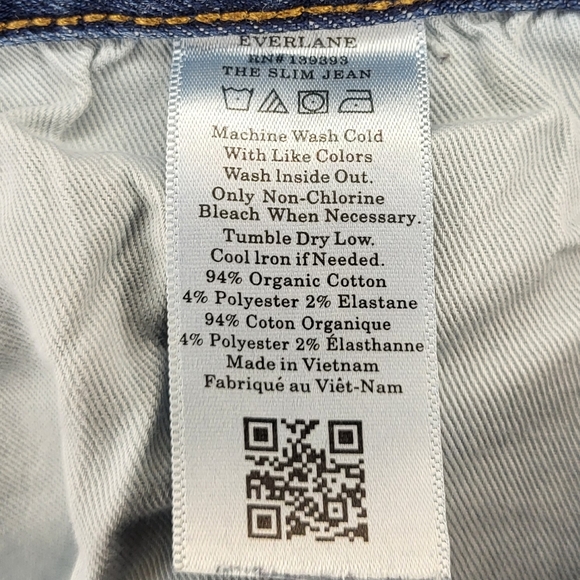 EVERLANE
RN# 139393
THE SLIM JEAN
Machine Wash Cold
With Like Colors
Wash Inside Out.
Only Non-Chlorine
Bleach When Necessary.
Tumble Dry Low.
Cool lron if Needed.
94% Organic Cotton
4% Polyester 2% Elastane
94% Coton Organique
4% Polyester 2% Élasthanne
Made in Vietnam
Fabriqué au Viêt-Nam